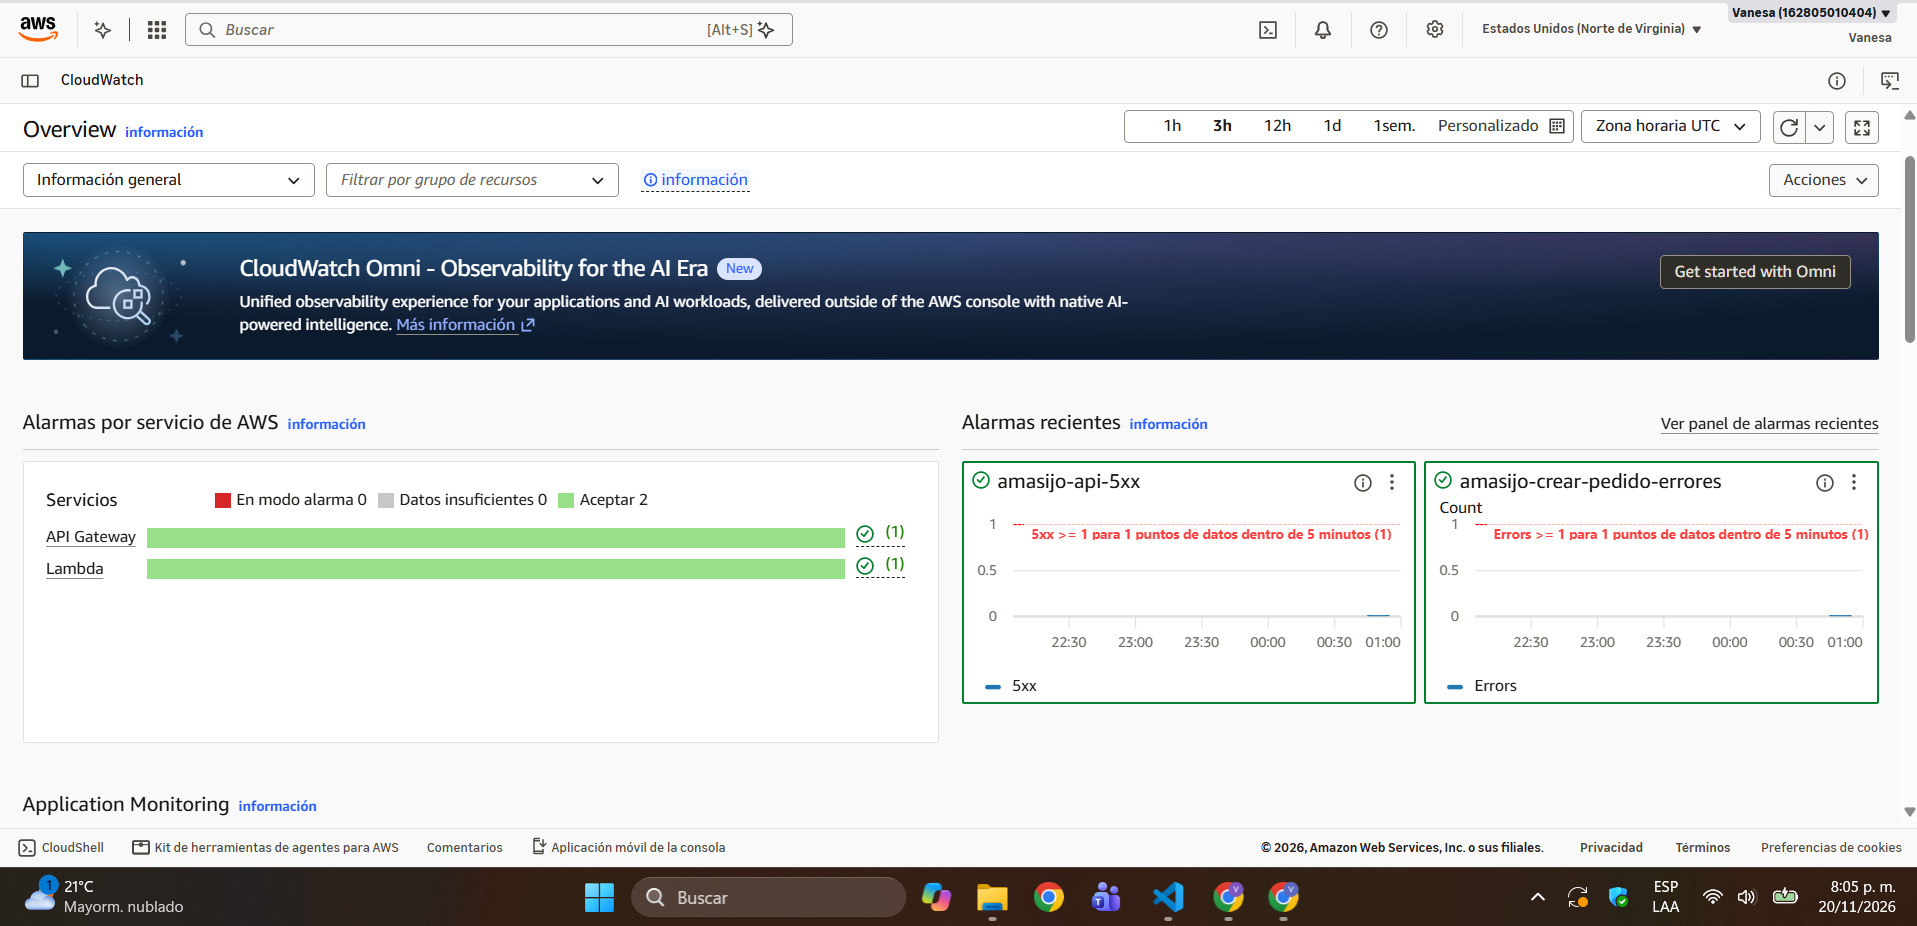 aws
Buscar [Alt+S]
Estados Unidos (Norte de Virginia) ▼
Vanesa (162805010404) ▼
Vanesa
CloudWatch
Overview información
1h 3h 12h 1d 1sem. Personalizado
Zona horaria UTC
Información general
Filtrar por grupo de recursos
información
Acciones
CloudWatch Omni - Observability for the AI Era New
Unified observability experience for your applications and AI workloads, delivered outside of the AWS console with native AI-
powered intelligence. Más información
Get started with Omni
Alarmas por servicio de AWS información
Servicios
En modo alarma 0 Datos insuficientes 0 Aceptar 2
API Gateway (1)
Lambda (1)
Alarmas recientes información
Ver panel de alarmas recientes
amasijo-api-5xx
1
5xx >= 1 para 1 puntos de datos dentro de 5 minutos (1)
0.5
0
22:30 23:00 23:30 00:00 00:30 01:00
5xx
amasijo-crear-pedido-errores
Count
1
Errors >= 1 para 1 puntos de datos dentro de 5 minutos (1)
0.5
0
22:30 23:00 23:30 00:00 00:30 01:00
Errors
Application Monitoring información
CloudShell
Kit de herramientas de agentes para AWS
Comentarios
Aplicación móvil de la consola
© 2026, Amazon Web Services, Inc. o sus filiales.
Privacidad
Términos
Preferencias de cookies
1
21°C
Mayorm. nublado
Buscar
T
V
V
ESP
LAA
8:05 p. m.
20/11/2026